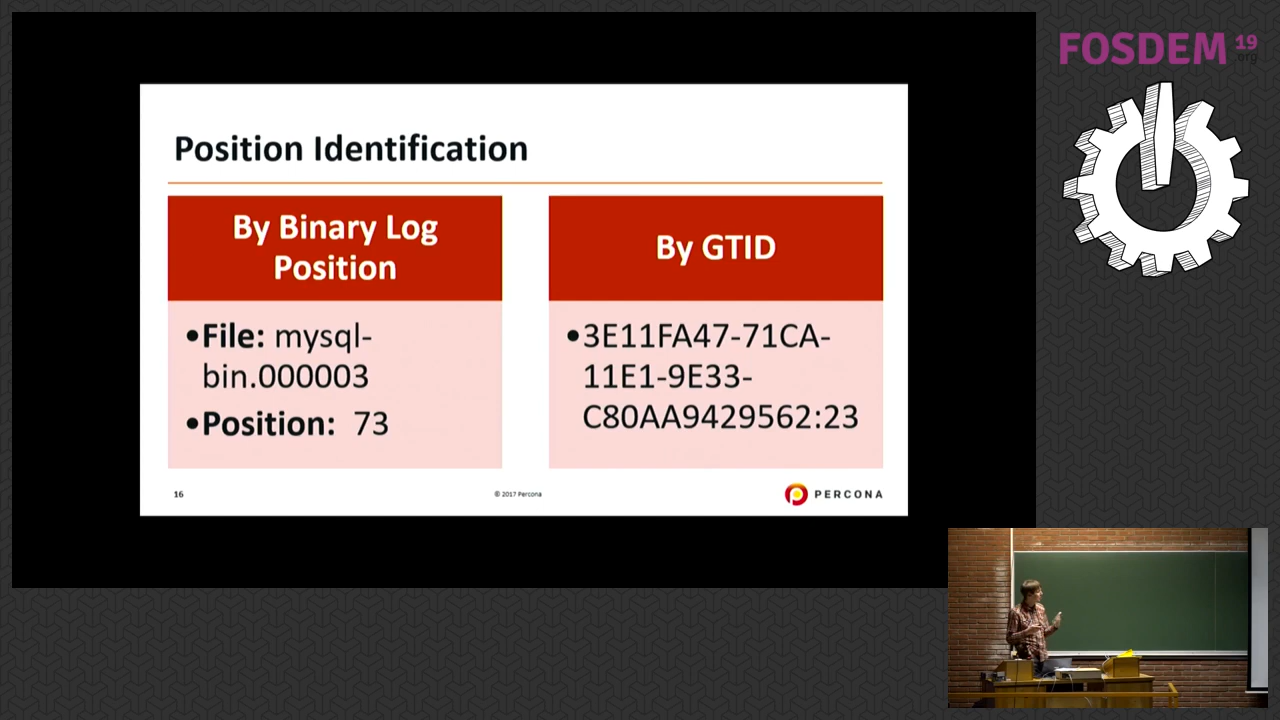 FOSDEM 19
.org
Position Identification
By Binary Log
Position
•File: mysql-
bin.000003
•Position: 73
By GTID
•3E11FA47-71CA-
11E1-9E33-
C80AA9429562:23
16
© 2017 Percona
PERCONA